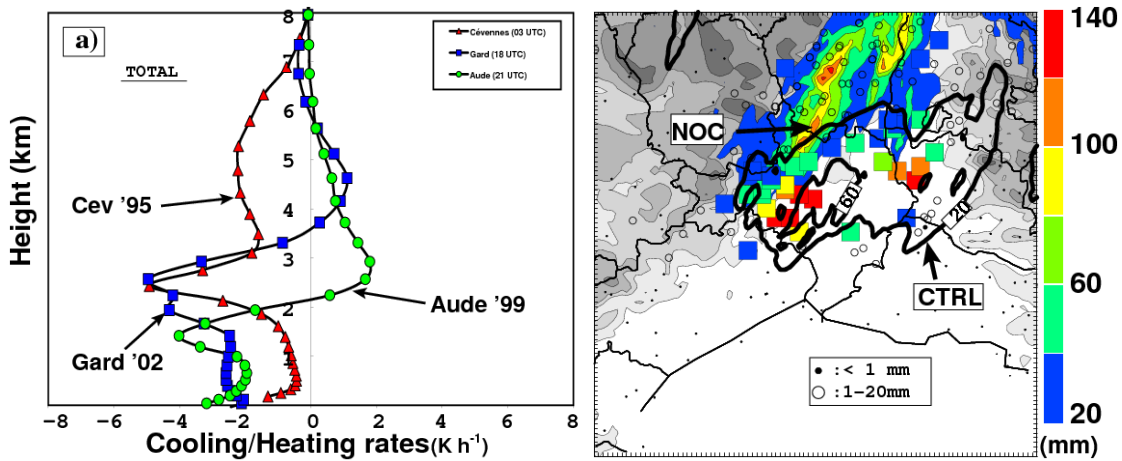 a)
TOTAL
Cévennes (03 UTC)
Gard (18 UTC)
Aude (21 UTC)
Cev '95
Aude '99
Gard '02
Height (km)
8
7
6
5
4
3
2
1
-8 -6 -4 -2 0 2 4 6 8
Cooling/Heating rates(K h⁻¹)
NOC
60
20
CTRL
• :< 1 mm
○ :1-20mm
140
100
60
20
(mm)